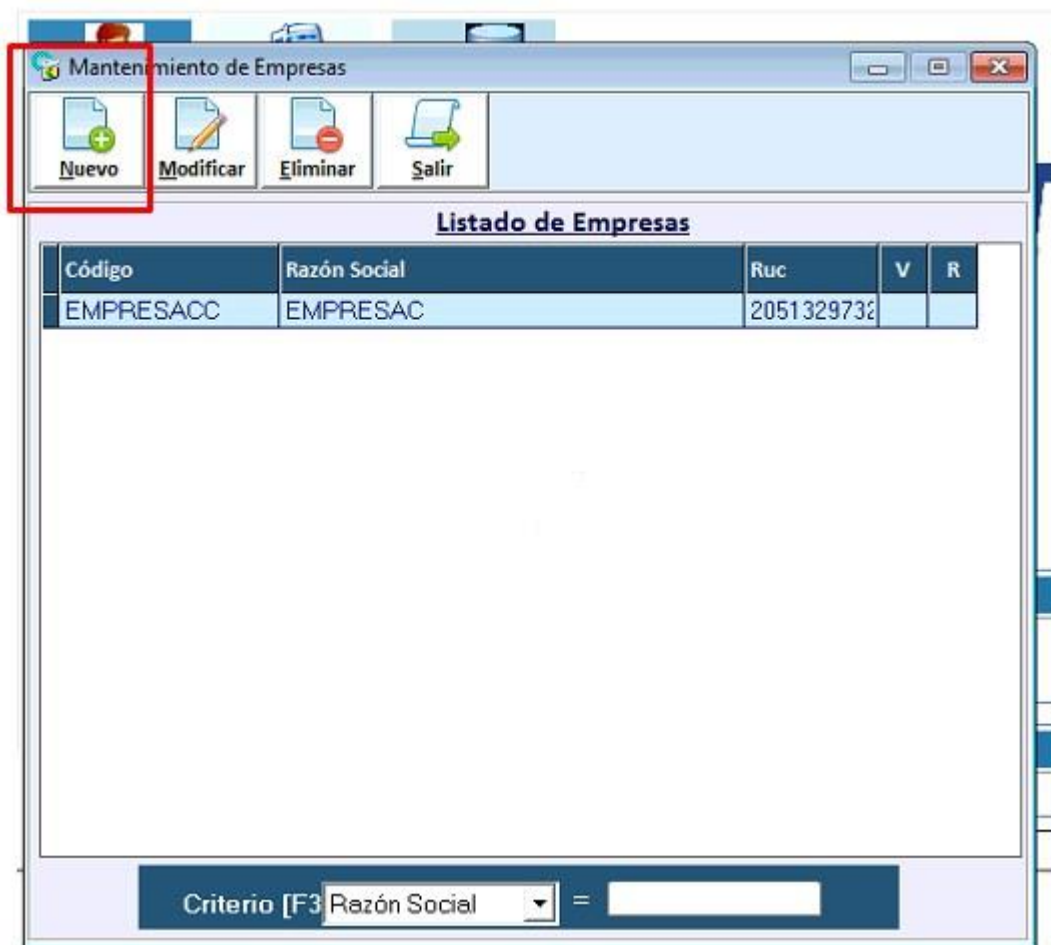 Mantenimiento de Empresas
Nuevo Modificar Eliminar Salir
Listado de Empresas
Código Razón Social Ruc V R
EMPRESACC EMPRESAC 2051329732
Criterio [F3 Razón Social =